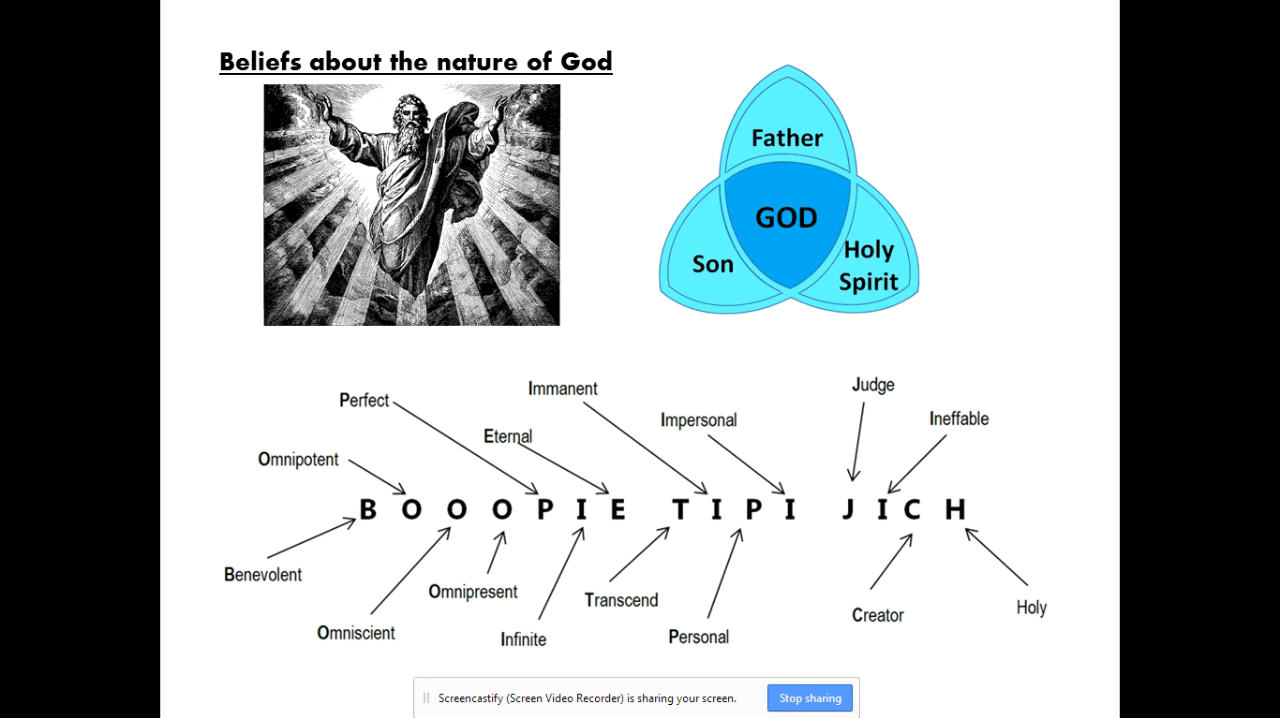 Beliefs about the nature of God
Father
GOD
Son
Holy
Spirit
Judge
Immanent
Perfect
Impersonal
Ineffable
Eternal
Omnipotent
B O O O P I E T I P I J I C H
Benevolent
Omnipresent
Transcend
Holy
Creator
Omniscient
Infinite
Personal
Screencastify (Screen Video Recorder) is sharing your screen.
Stop sharing